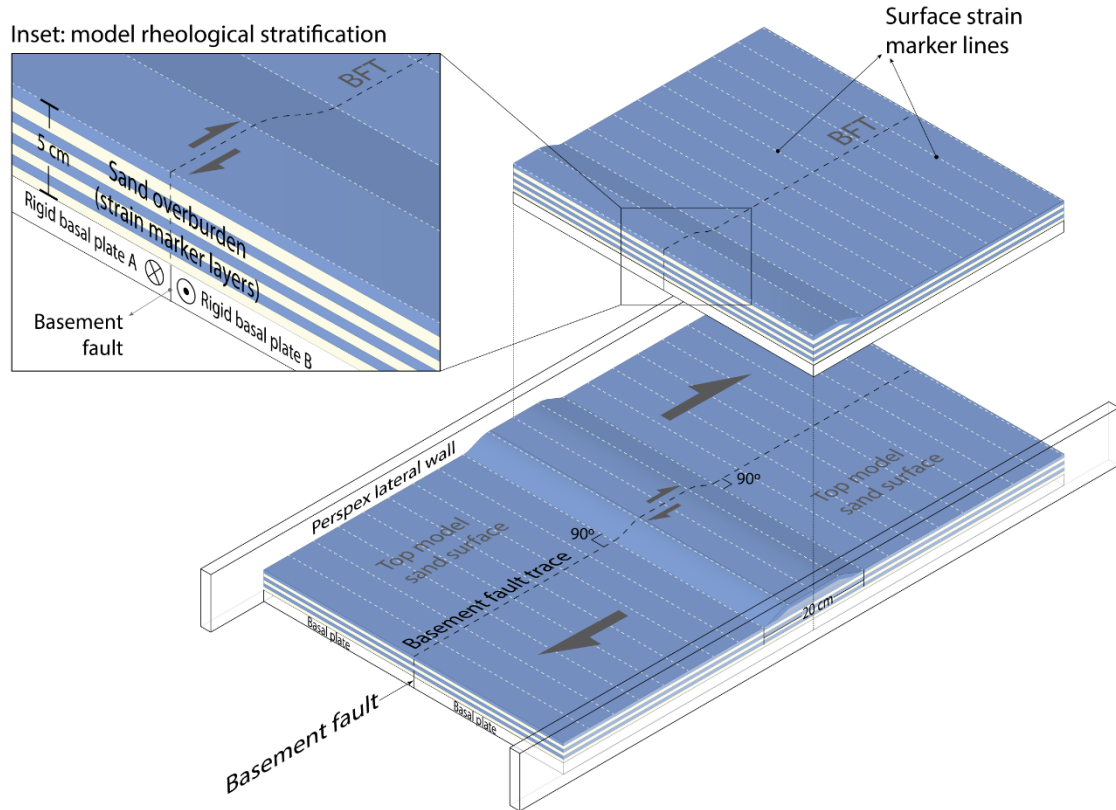 Inset: model rheological stratification
BFT
5 cm
Sand overburden
(strain marker layers)
Rigid basal plate A
Rigid basal plate B
Basement
fault
Surface strain
marker lines
BFT
Perspex lateral wall
90º
90º
Top model
sand surface
Top model
sand surface
Basement fault trace
20 cm
Basal plate
Basal plate
Basement fault